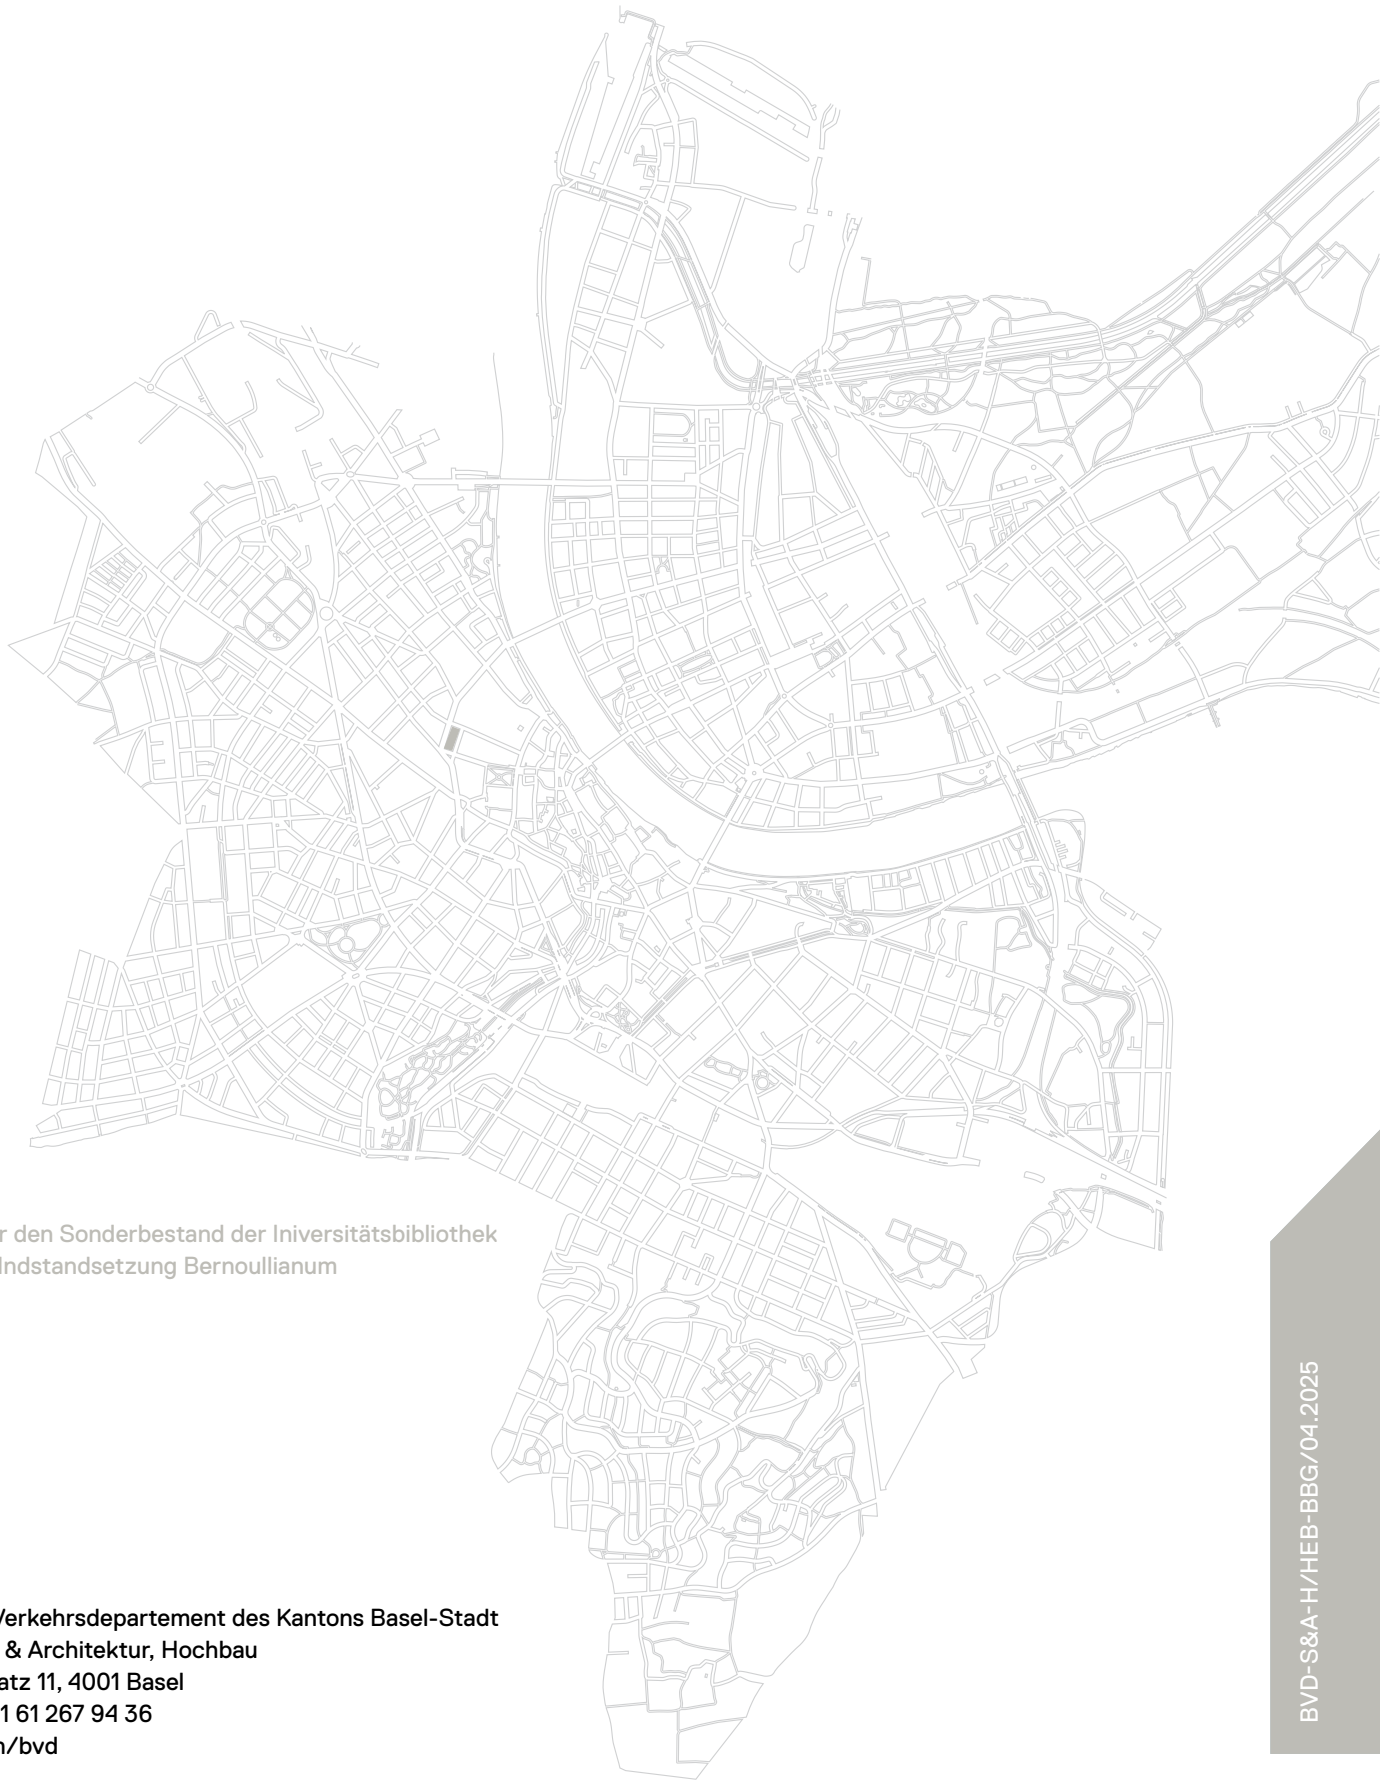 r den Sonderbestand der Iniversitätsbibliothek
Indstandsetzung Bernoullianum
Verkehrsdepartement des Kantons Basel-Stadt
& Architektur, Hochbau
atz 11, 4001 Basel
1 61 267 94 36
n/bvd
BVD-S&A-H/HEB-BBG/04.2025